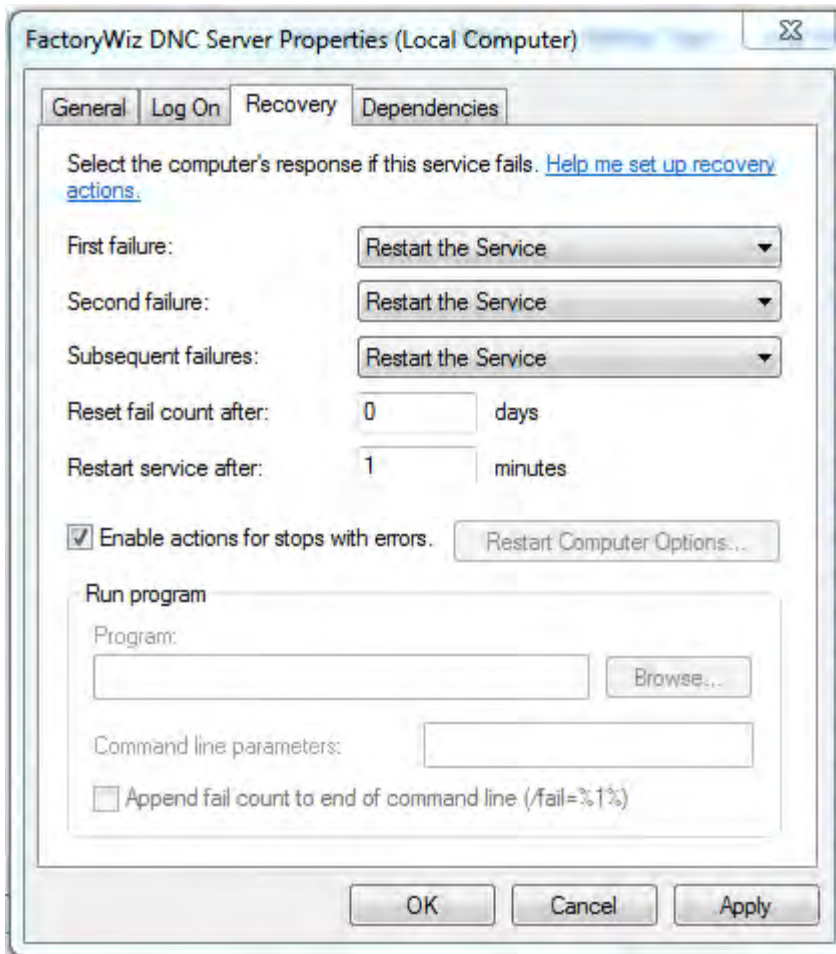 FactoryWiz DNC Server Properties (Local Computer)
General Log On Recovery Dependencies
Select the computer's response if this service fails. Help me set up recovery
actions.
First failure: Restart the Service
Second failure: Restart the Service
Subsequent failures: Restart the Service
Reset fail count after: 0 days
Restart service after: 1 minutes
Enable actions for stops with errors. Restart Computer Options...
Run program
Program:
Browse...
Command line parameters:
Append fail count to end of command line (/fail=%1%)
OK Cancel Apply